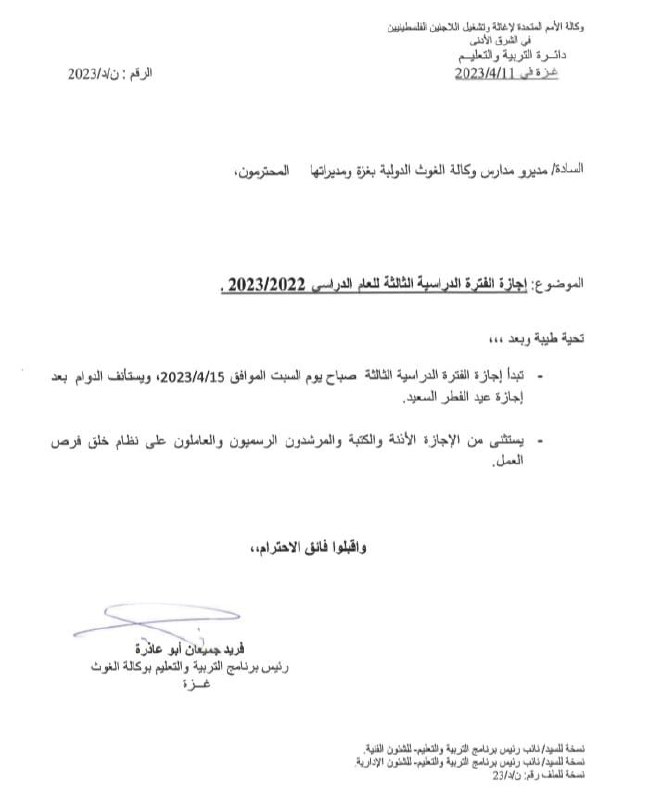 وكالة الأمم المتحدة لإغاثة وتشغيل اللاجئين الفلسطينيين
في الشرق الأدنى
دائـرة التربية والتعليـم
غـزة في 2023/4/11
الرقم : ن/د/2023
السادة/ مديرو مدارس وكالة الغوث الدولية بغزة ومديراتها المحترمون،
الموضوع: إجازة الفترة الدراسية الثالثة للعام الدراسي 2023/2022 .
تحية طيبة وبعد ،،،
- تبدأ إجازة الفترة الدراسية الثالثة صباح يوم السبت الموافق 2023/4/15، ويستأنف الدوام بعد
إجازة عيد الفطر السعيد.
- يستثنى من الإجازة الأذنة والكتبة والمرشدون الرسميون والعاملون على نظام خلق فرص
العمل.
واقبلوا فائق الاحترام،،
فريد جميعان أبو عاذرة
رئيس برنامج التربية والتعليم بوكالة الغوث
غـــزة
نسخة للسيد/ نائب رئيس برنامج التربية والتعليم- للشئون الفنية.
نسخة للسيد/ نائب رئيس برنامج التربية والتعليم- للشئون الإدارية.
نسخة للملف رقم: ن/د/23